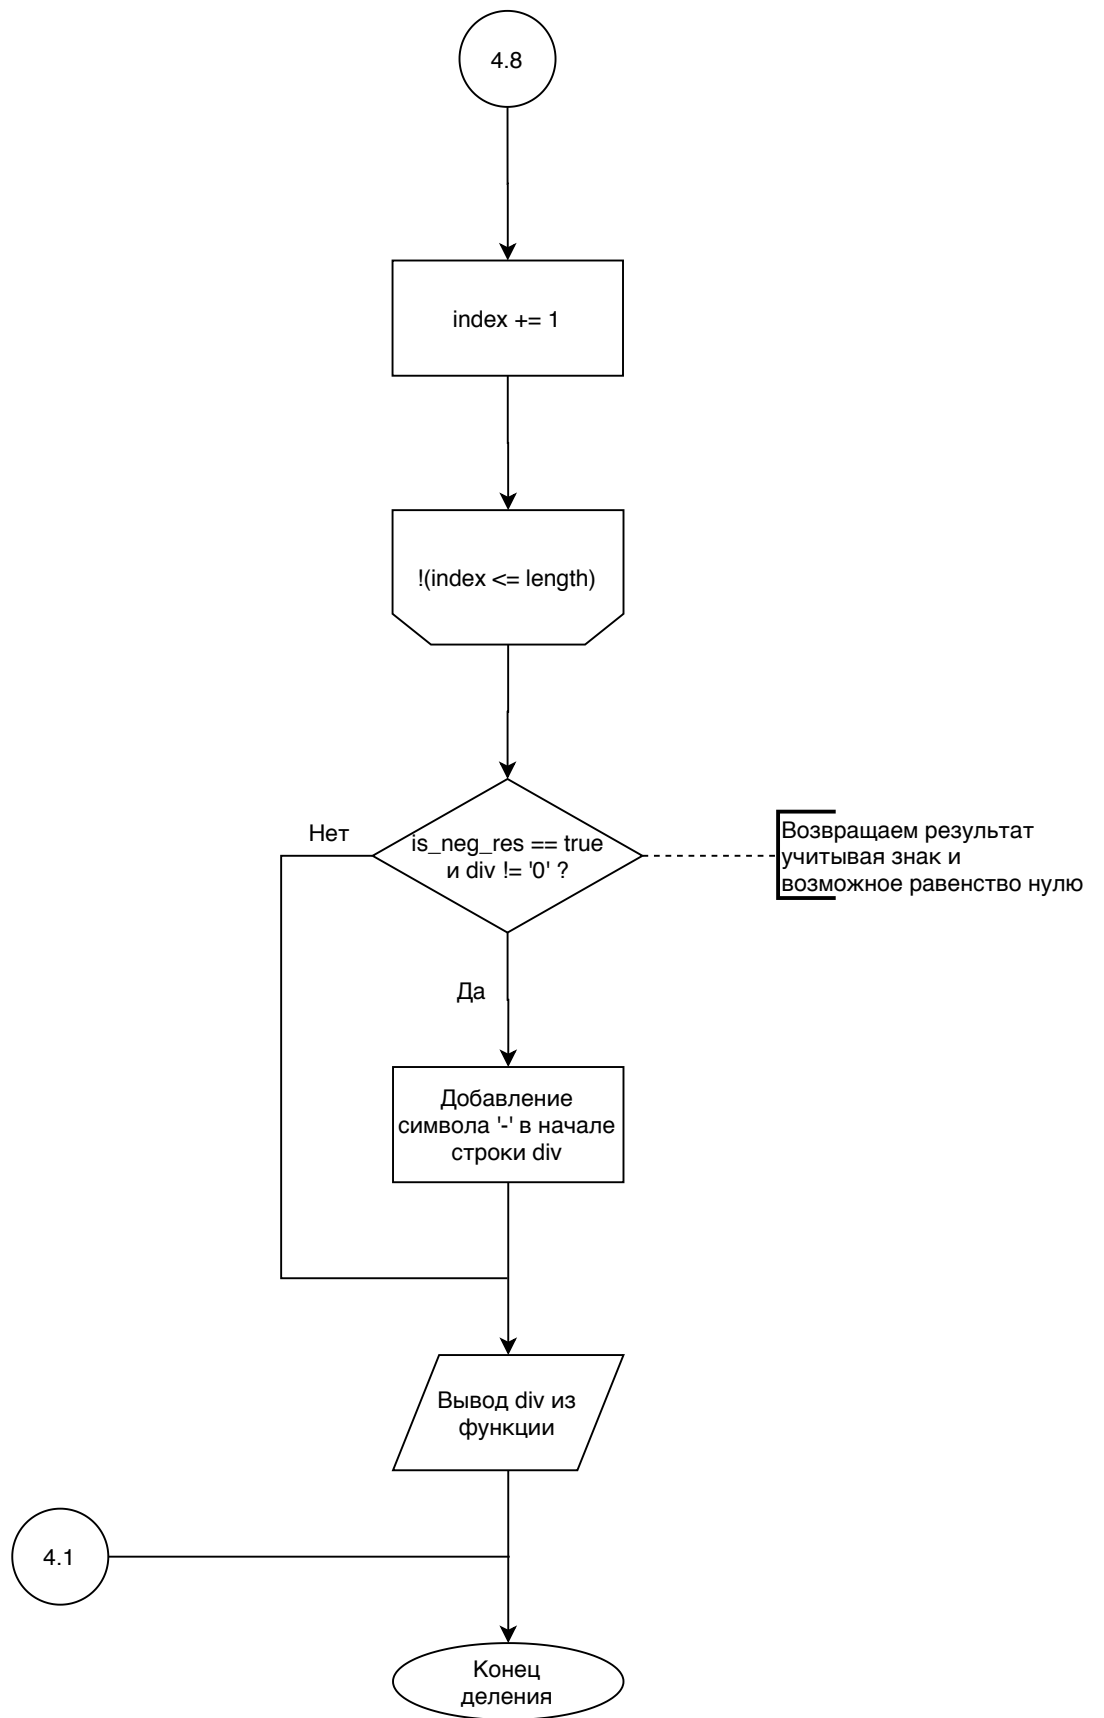 4.8
index += 1
!(index <= length)
Нет
is_neg_res == true
и div != '0' ?
Возвращаем результат
учитывая знак и
возможное равенство нулю
Да
Добавление
символа '-' в начале
строки div
Вывод div из
функции
4.1
Конец
деления